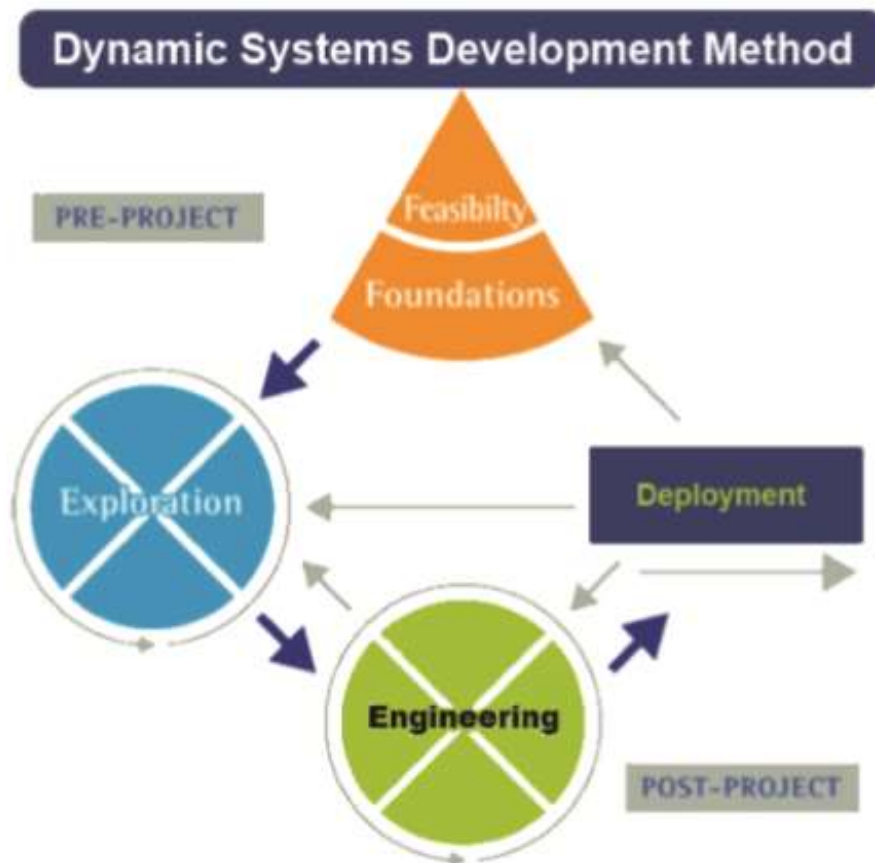 Dynamic Systems Development Method
Feasibilty
PRE-PROJECT
Foundations
Exploration
Deployment
Engineering
POST-PROJECT